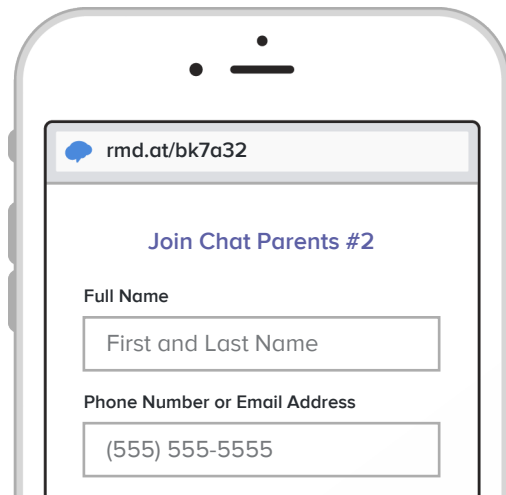 rmd.at/bk7a32
Join Chat Parents #2
Full Name
First and Last Name
Phone Number or Email Address
(555) 555-5555